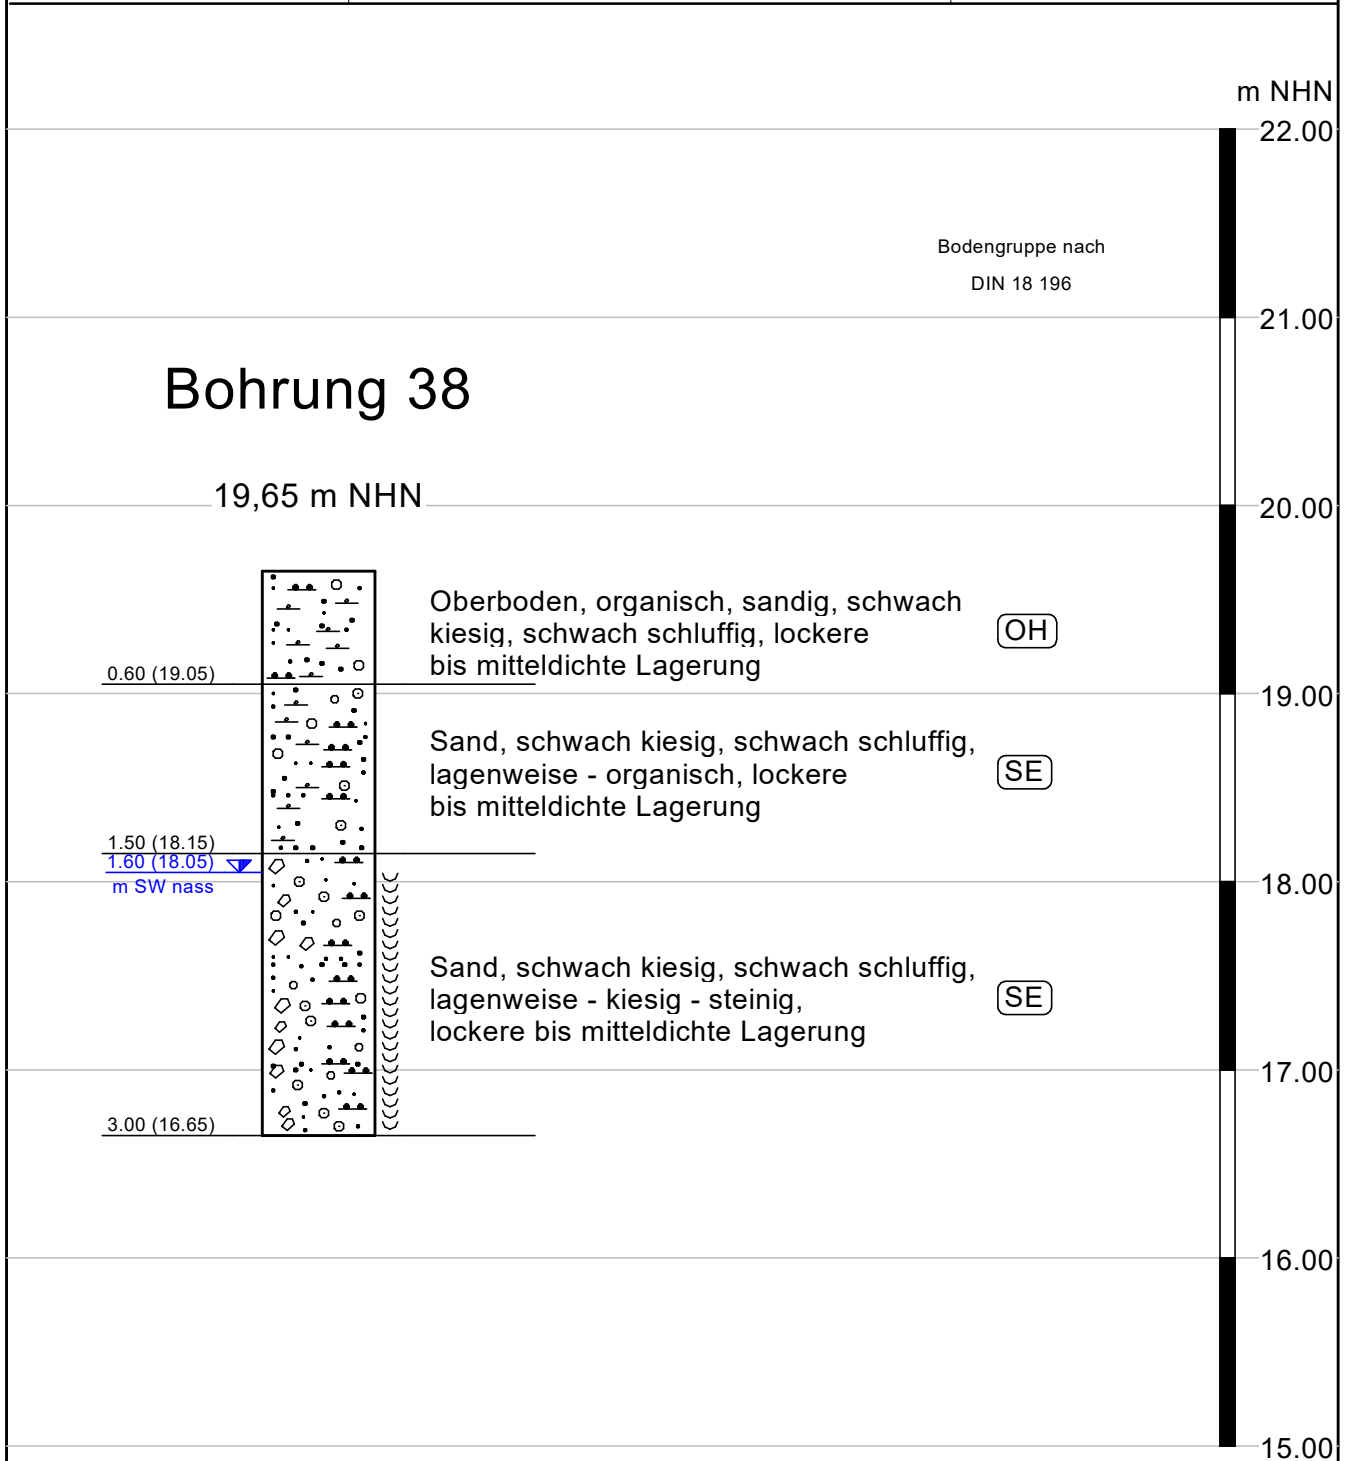 m NHN
22.00
Bodengruppe nach
DIN 18 196
21.00
Bohrung 38
19,65 m NHN
20.00
Oberboden, organisch, sandig, schwach
kiesig, schwach schluffig, lockere
bis mitteldichte Lagerung
OH
0.60 (19.05)
19.00
Sand, schwach kiesig, schwach schluffig,
lagenweise - organisch, lockere
bis mitteldichte Lagerung
SE
1.50 (18.15)
1.60 (18.05)
m SW nass
18.00
Sand, schwach kiesig, schwach schluffig,
lagenweise - kiesig - steinig,
lockere bis mitteldichte Lagerung
SE
17.00
3.00 (16.65)
16.00
15.00